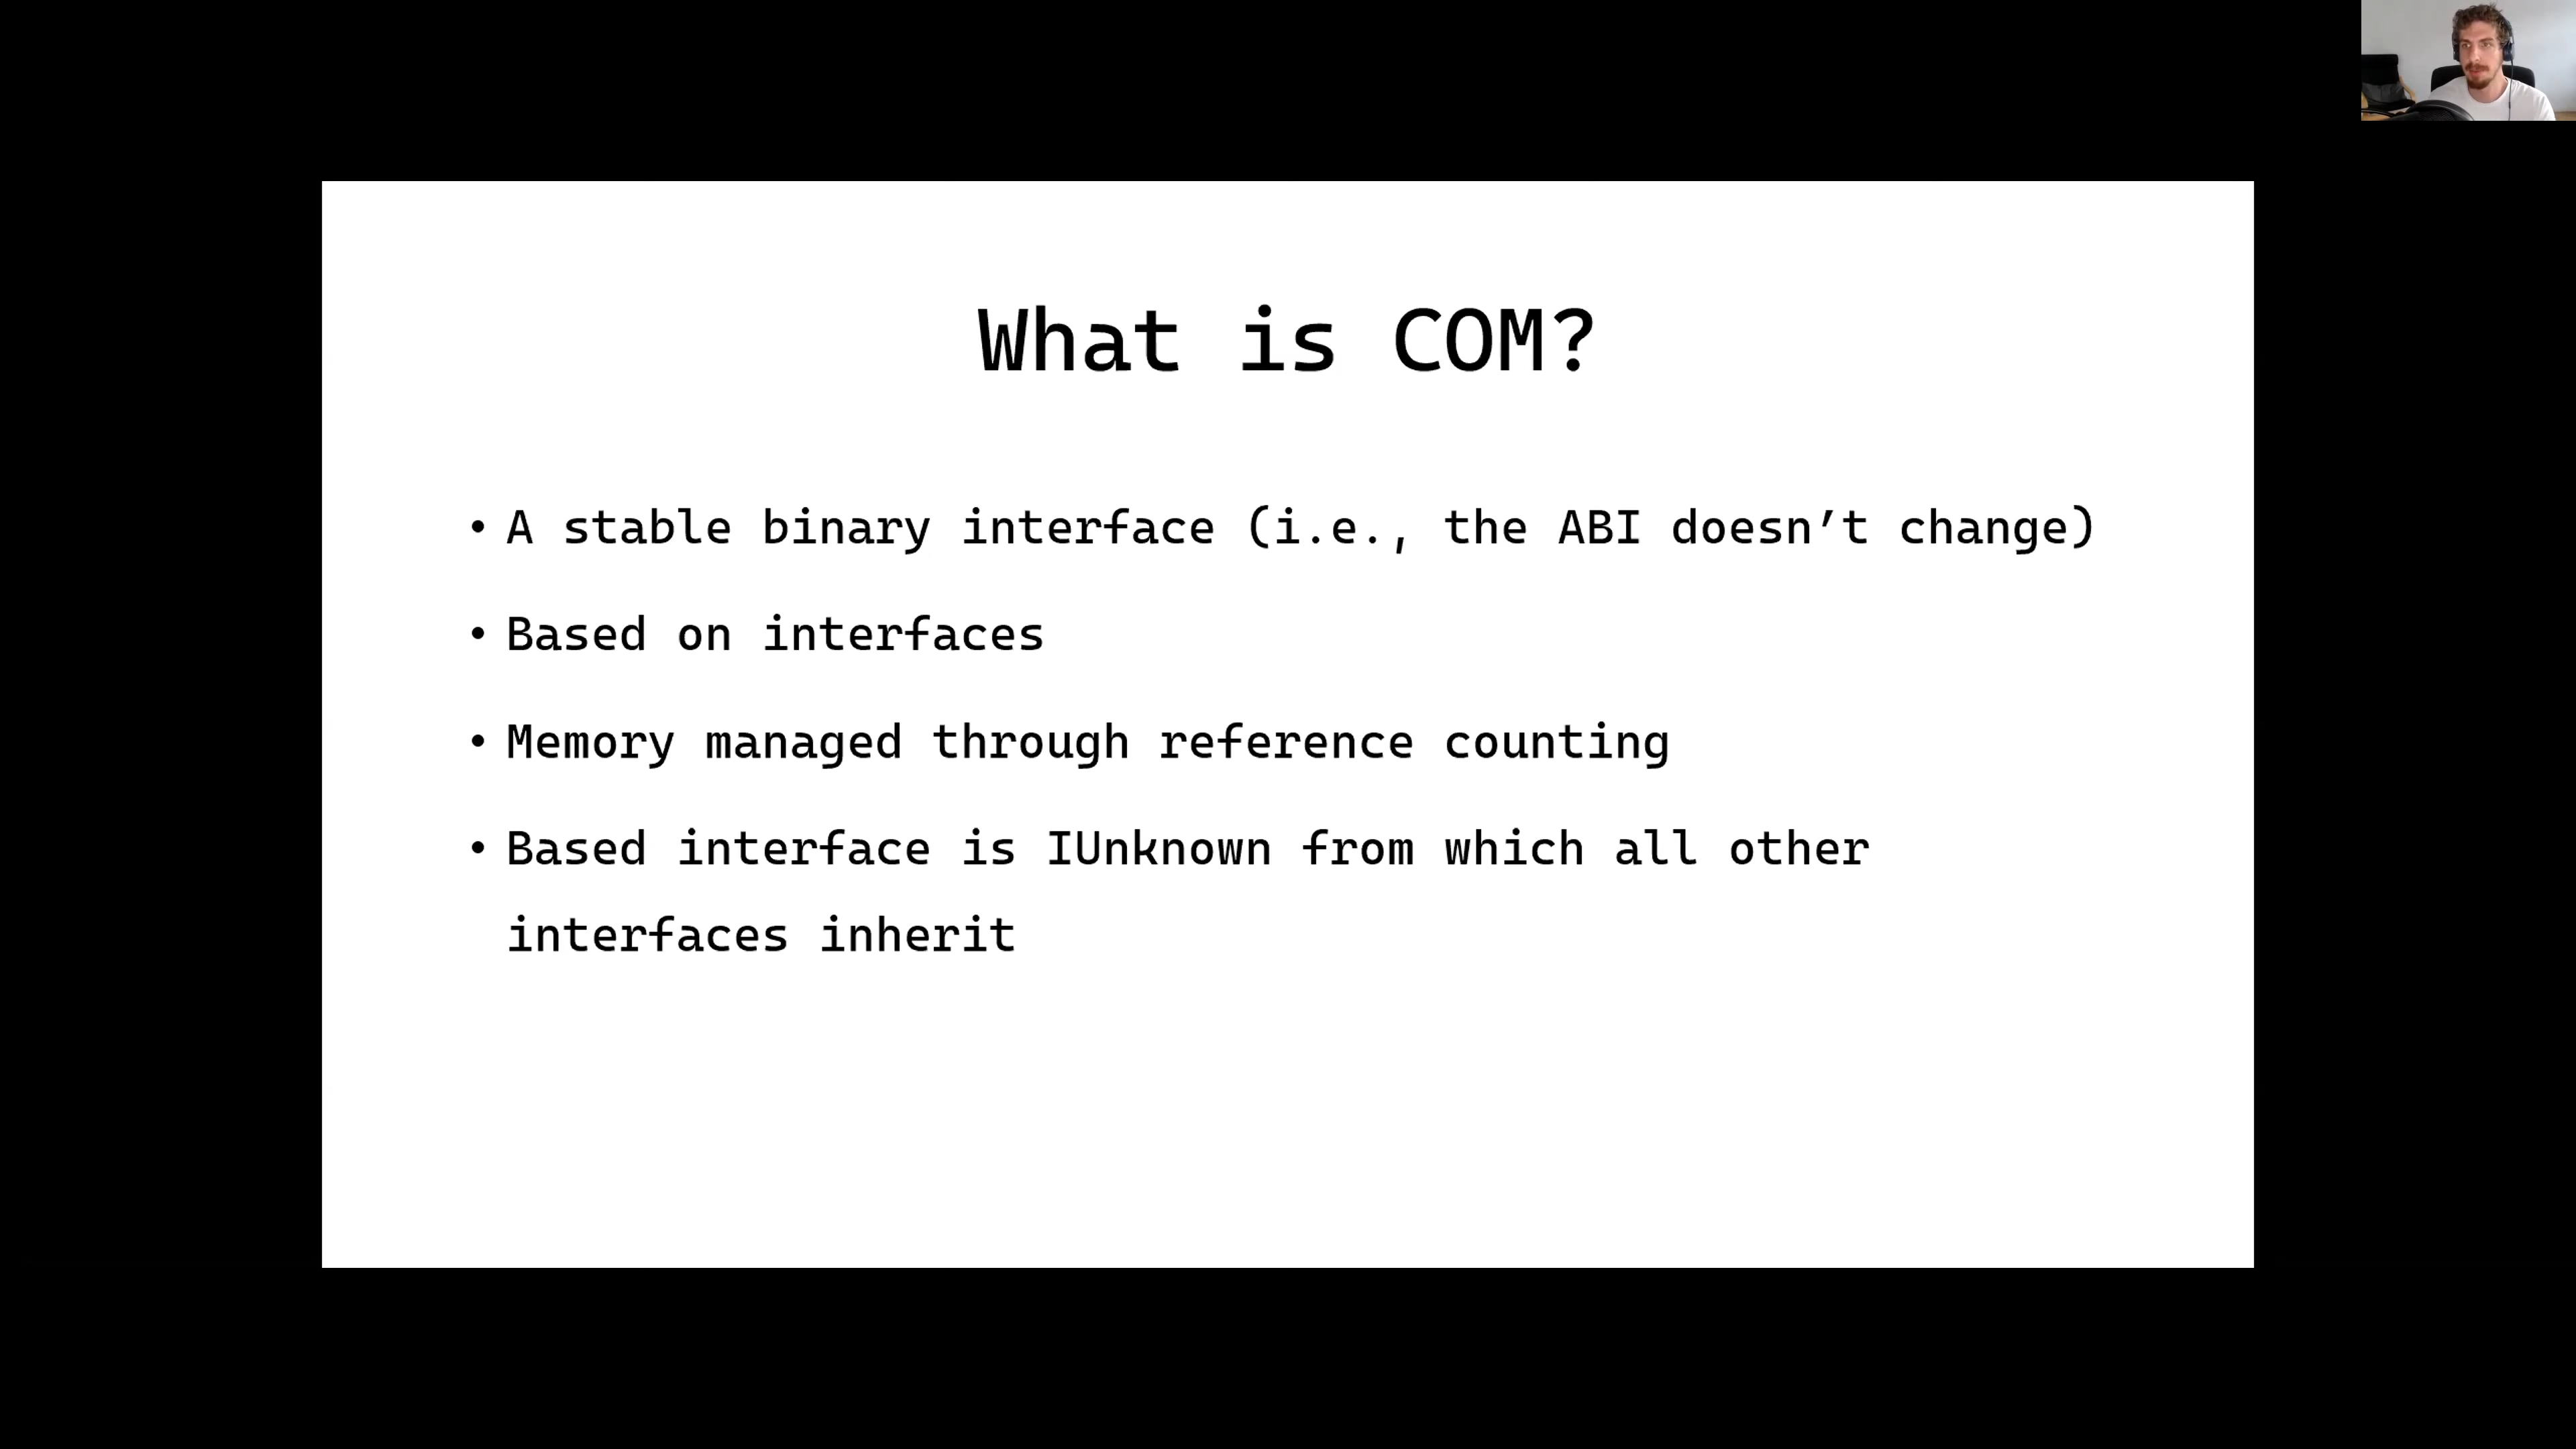 What is COM?
• A stable binary interface (i.e., the ABI doesn’t change)
• Based on interfaces
• Memory managed through reference counting
• Based interface is IUnknown from which all other
interfaces inherit